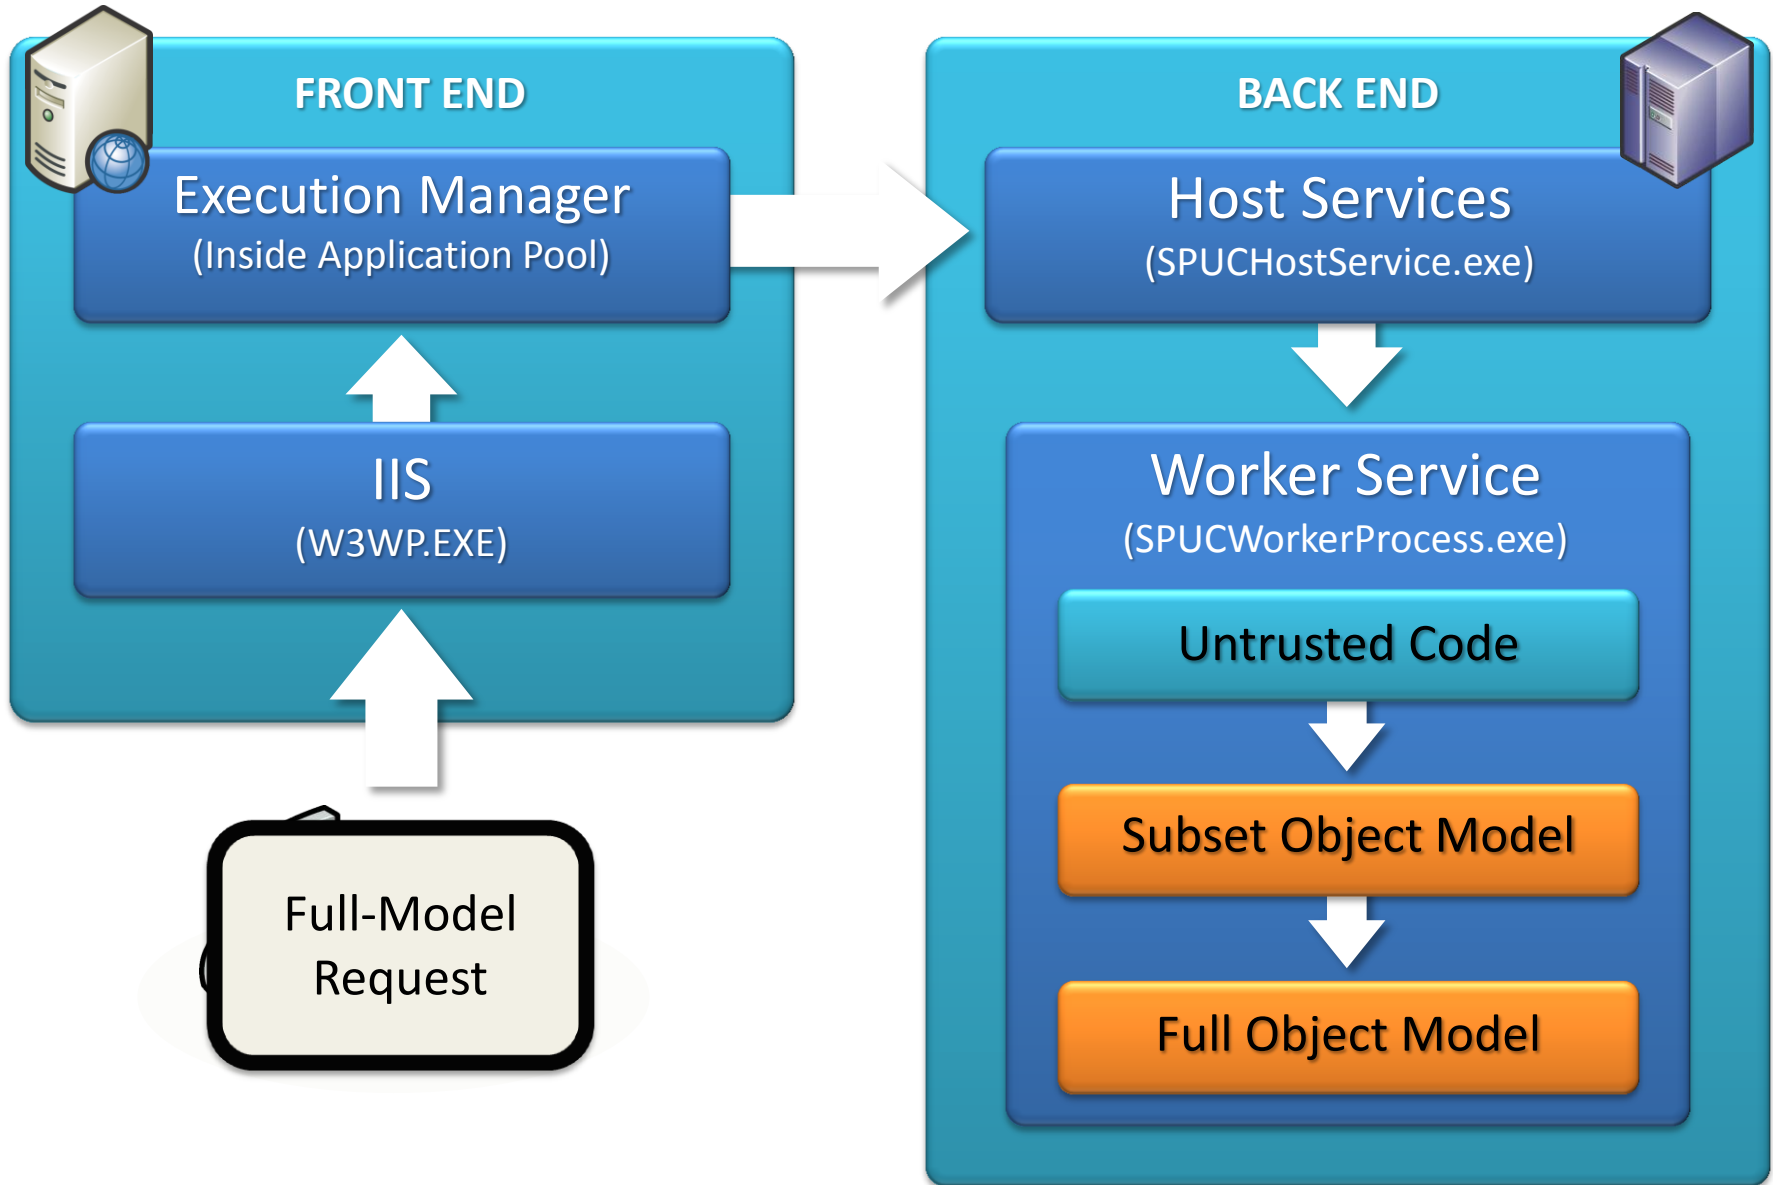 FRONT END
Execution Manager
(Inside Application Pool)
IIS
(W3WP.EXE)
Full-Model
Request
BACK END
Host Services
(SPUCHostService.exe)
Worker Service
(SPUCWorkerProcess.exe)
Untrusted Code
Subset Object Model
Full Object Model